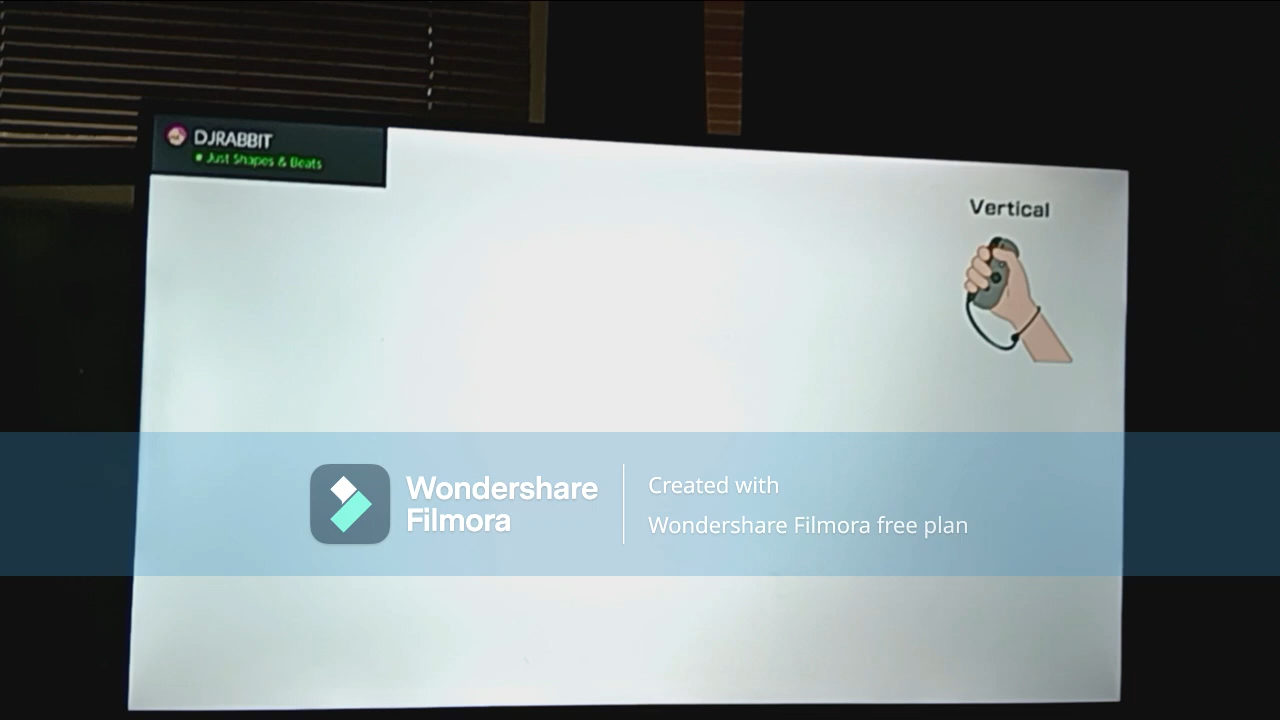 DJRABBIT
Just Shapes & Beats
Vertical
Wondershare
Filmora
Created with
Wondershare Filmora free plan